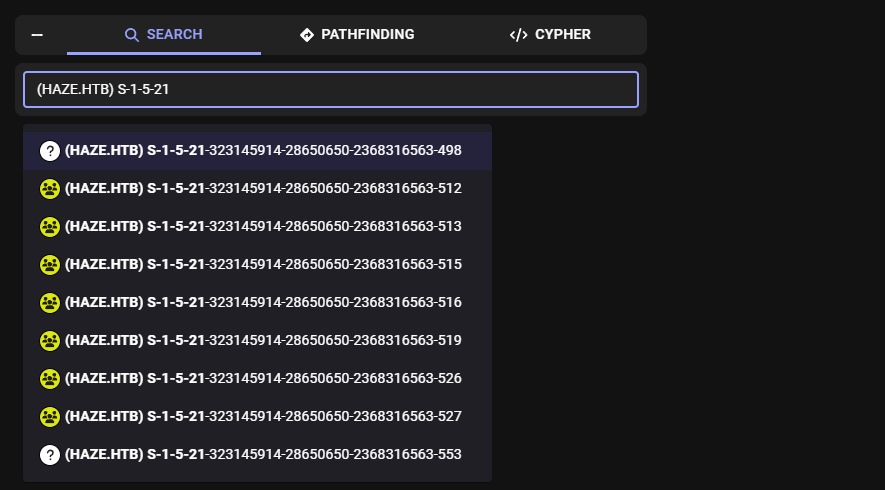 SEARCH PATHFINDING CYPHER
(HAZE.HTB) S-1-5-21
(HAZE.HTB) S-1-5-21-323145914-28650650-2368316563-498
(HAZE.HTB) S-1-5-21-323145914-28650650-2368316563-512
(HAZE.HTB) S-1-5-21-323145914-28650650-2368316563-513
(HAZE.HTB) S-1-5-21-323145914-28650650-2368316563-515
(HAZE.HTB) S-1-5-21-323145914-28650650-2368316563-516
(HAZE.HTB) S-1-5-21-323145914-28650650-2368316563-519
(HAZE.HTB) S-1-5-21-323145914-28650650-2368316563-526
(HAZE.HTB) S-1-5-21-323145914-28650650-2368316563-527
(HAZE.HTB) S-1-5-21-323145914-28650650-2368316563-553